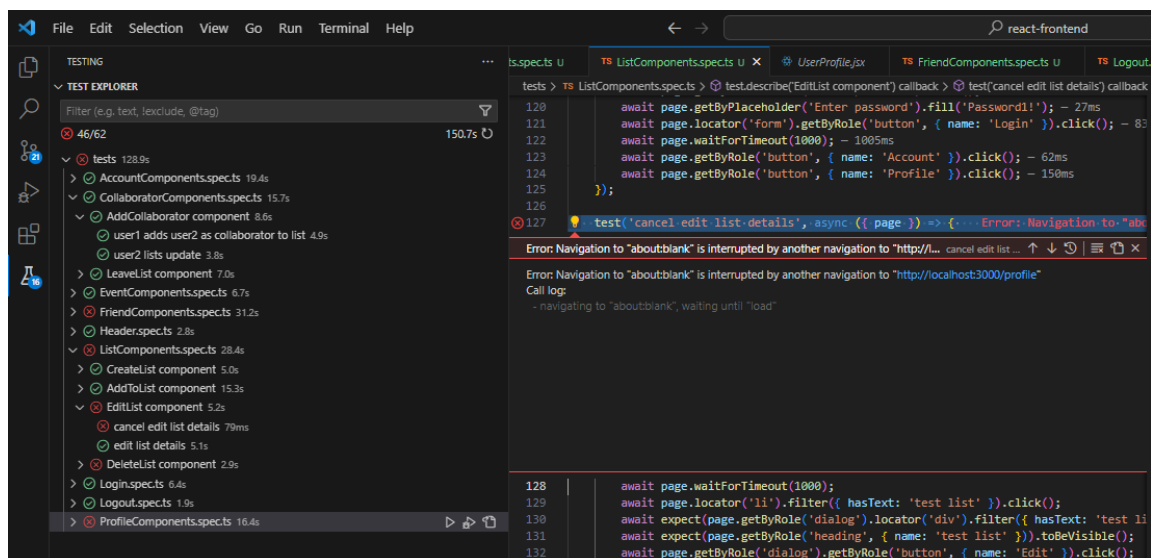 File Edit Selection View Go Run Terminal Help
react-frontend
TESTING
TEST EXPLORER
Filter (e.g. text, !exclude, @tag)
46/62 150.7s
tests 128.9s
AccountComponents.spec.ts 19.4s
CollaboratorComponents.spec.ts 15.7s
AddCollaborator component 8.6s
user1 adds user2 as collaborator to list 4.9s
user2 lists update 3.8s
LeaveList component 7.0s
EventComponents.spec.ts 6.7s
FriendComponents.spec.ts 31.2s
Header.spec.ts 2.8s
ListComponents.spec.ts 28.4s
CreateList component 5.0s
AddToList component 15.3s
EditList component 5.2s
cancel edit list details 79ms
edit list details 5.1s
DeleteList component 2.9s
Login.spec.ts 6.4s
Logout.spec.ts 1.9s
ProfileComponents.spec.ts 16.4s
21
16
ts.spec.ts U TS ListComponents.spec.ts U UserProfile.jsx TS FriendComponents.spec.ts U TS Logout.
tests > TS ListComponents.spec.ts > test.describe('EditList component') callback > test('cancel edit list details') callback
120 await page.getByPlaceholder('Enter password').fill('Password1!'); — 27ms
121 await page.locator('form').getByRole('button', { name: 'Login' }).click(); — 83
122 await page.waitForTimeout(1000); — 1005ms
123 await page.getByRole('button', { name: 'Account' }).click(); — 62ms
124 await page.getByRole('button', { name: 'Profile' }).click(); — 150ms
125 });
126
127 test('cancel edit list details', async ({ page }) => { Error: Navigation to "abo
Error: Navigation to "about:blank" is interrupted by another navigation to "http://l... cancel edit list ...
Error: Navigation to "about:blank" is interrupted by another navigation to "http://localhost:3000/profile"
Call log:
- navigating to "about:blank", waiting until "load"
128 await page.waitForTimeout(1000);
129 await page.locator('li').filter({ hasText: 'test list' }).click();
130 await expect(page.getByRole('dialog').locator('div').filter({ hasText: 'test li
131 await expect(page.getByRole('heading', { name: 'test list' })).toBeVisible();
132 await page.getByRole('dialog').getByRole('button', { name: 'Edit' }).click();